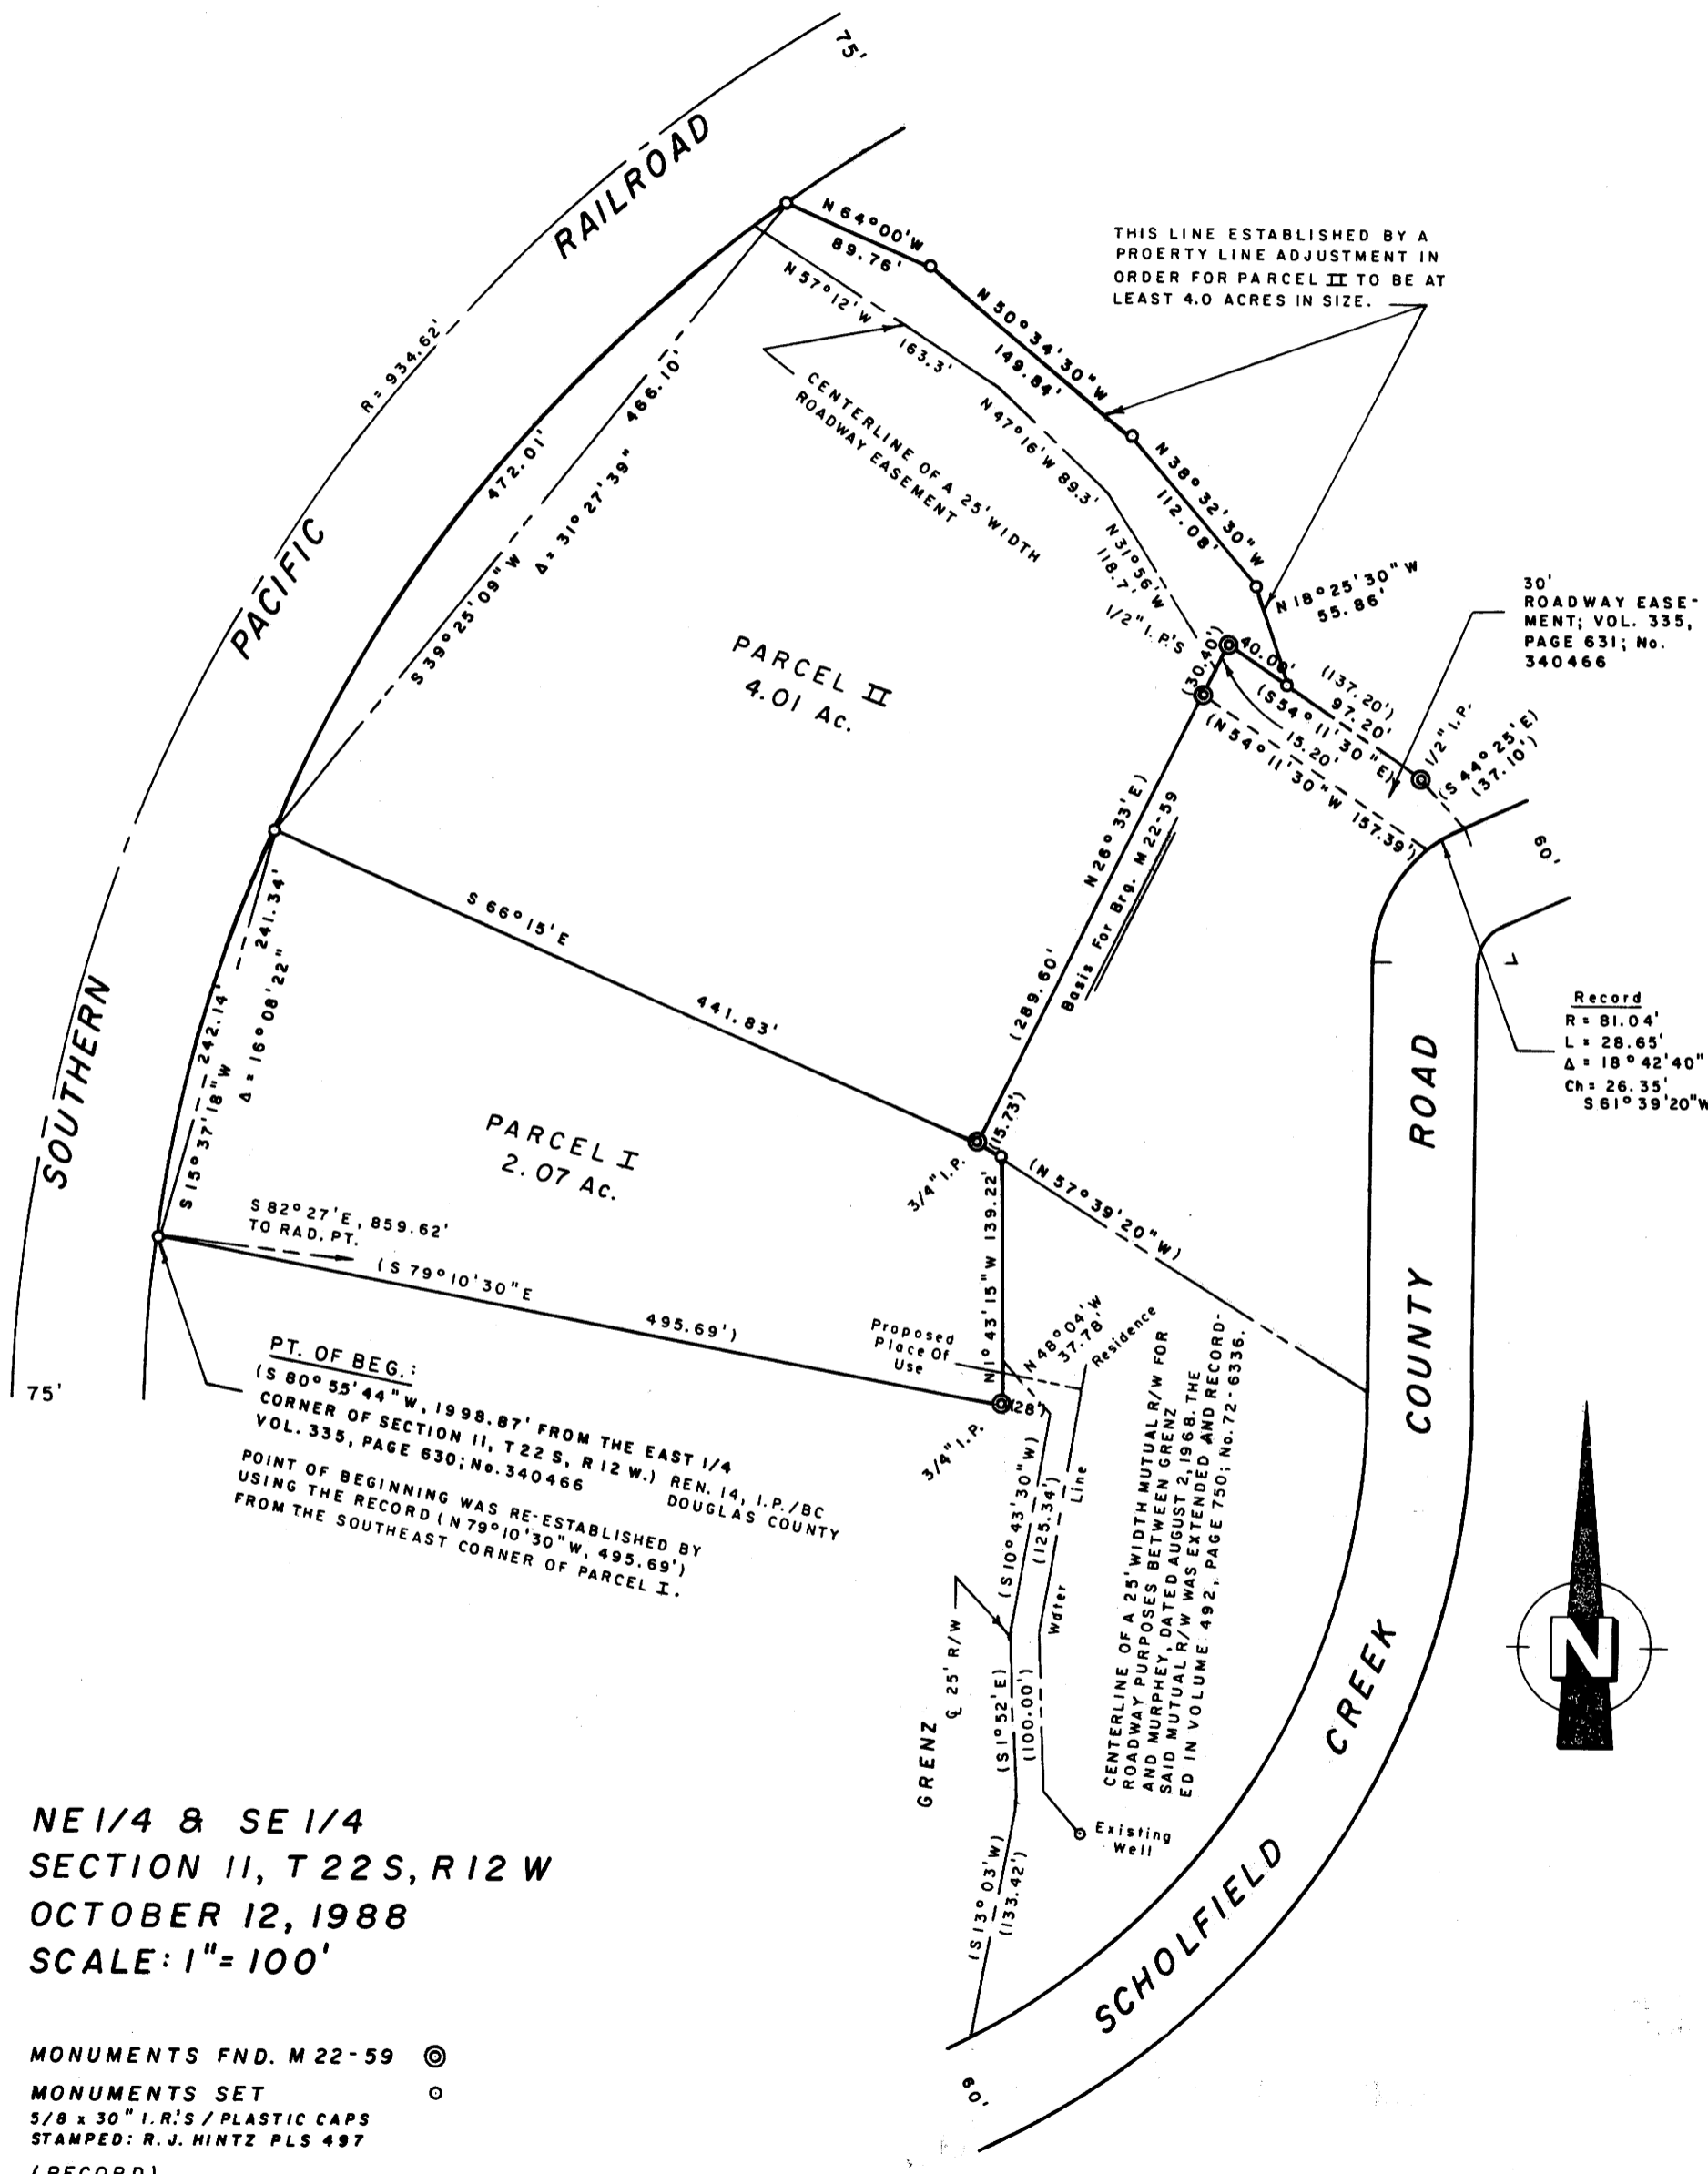 75'
RAILROAD
PACIFIC
SOUTHERN
75'
R = 934.62'
N 64°00'W
89.76'
N 50°34'30"W
149.84'
N 38°32'30"W
112.08'
N 18°25'30"W
55.86'
THIS LINE ESTABLISHED BY A
PROERTY LINE ADJUSTMENT IN
ORDER FOR PARCEL II TO BE AT
LEAST 4.0 ACRES IN SIZE.
N 57°12'W
163.3'
N 47°16'W 89.3'
N 31°56'W
118.7'
CENTERLINE OF A 25' WIDTH
ROADWAY EASEMENT
472.01'
S 39°25'09"W
466.10'
Δ = 31°27'39"
1/2" I.P.'S
(30.40')
40.00'
(137.20')
97.20'
(S 54°11'30"E)
15.20'
(N 54°11'30"W 157.39')
1/2" I.P.
(S 44°25'E)
(37.10')
30'
ROADWAY EASE-
MENT; VOL. 335,
PAGE 631; No.
340466
60'
PARCEL II
4.01 AC.
N 26°33'E)
(289.60'
Basis For Brg. M 22-59
S 66°15'E
441.83'
241.34'
242.14'
S 15°37'18"W
Δ = 16°08'22"
PARCEL I
2.07 AC.
Record
R = 81.04'
L = 28.65'
Δ = 18°42'40"
Ch = 26.35'
S 61°39'20"W
(15.73')
3/4" I.P.
(N 57°39'20"W)
N 1°43'15"W 139.22'
S 82°27'E, 859.62'
TO RAD. PT.
(S 79°10'30"E
495.69')
Proposed
Place Of
Use
N 48°04'W
37.78'
Residence
(28')
3/4" I.P.
PT. OF BEG.:
(S 80°55'44"W, 1998.87' FROM THE EAST 1/4
CORNER OF SECTION 11, T 22 S, R 12 W.) REN. 14, I.P./BC
VOL. 335, PAGE 630; No. 340466
DOUGLAS COUNTY
POINT OF BEGINNING WAS RE-ESTABLISHED BY
USING THE RECORD (N 79°10'30"W, 495.69')
FROM THE SOUTHEAST CORNER OF PARCEL I.
(S 10°43'30"W)
(125.34')
Water Line
℄ 25' R/W
GRENZ
(S 1°52'E)
(100.00')
CENTERLINE OF A 25' WIDTH MUTUAL R/W FOR
ROADWAY PURPOSES BETWEEN GRENZ
AND MURPHEY, DATED AUGUST 2, 1968. THE
SAID MUTUAL R/W WAS EXTENDED AND RECORD-
ED IN VOLUME 492, PAGE 750; No. 72-6336.
Existing
Well
(S 13°03'W)
(133.42')
SCHOLFIELD CREEK COUNTY ROAD
60'
N
NE 1/4 & SE 1/4
SECTION 11, T 22 S, R 12 W
OCTOBER 12, 1988
SCALE: 1"= 100'
MONUMENTS FND. M 22-59
MONUMENTS SET
5/8 x 30" I.R.'S / PLASTIC CAPS
STAMPED: R.J. HINTZ PLS 497
(RECORD)